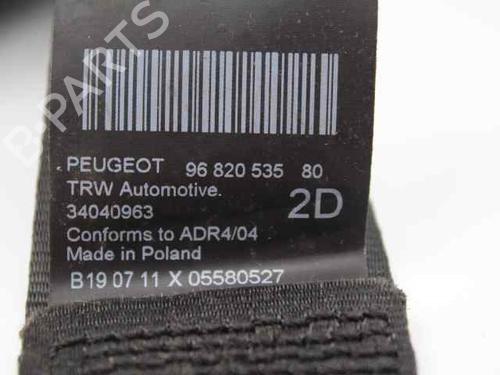 B-PARTS
PEUGEOT 96 820 535 80
TRW Automotive.
34040963
2D
Conforms to ADR4/04
Made in Poland
B19 07 11 X 05580527